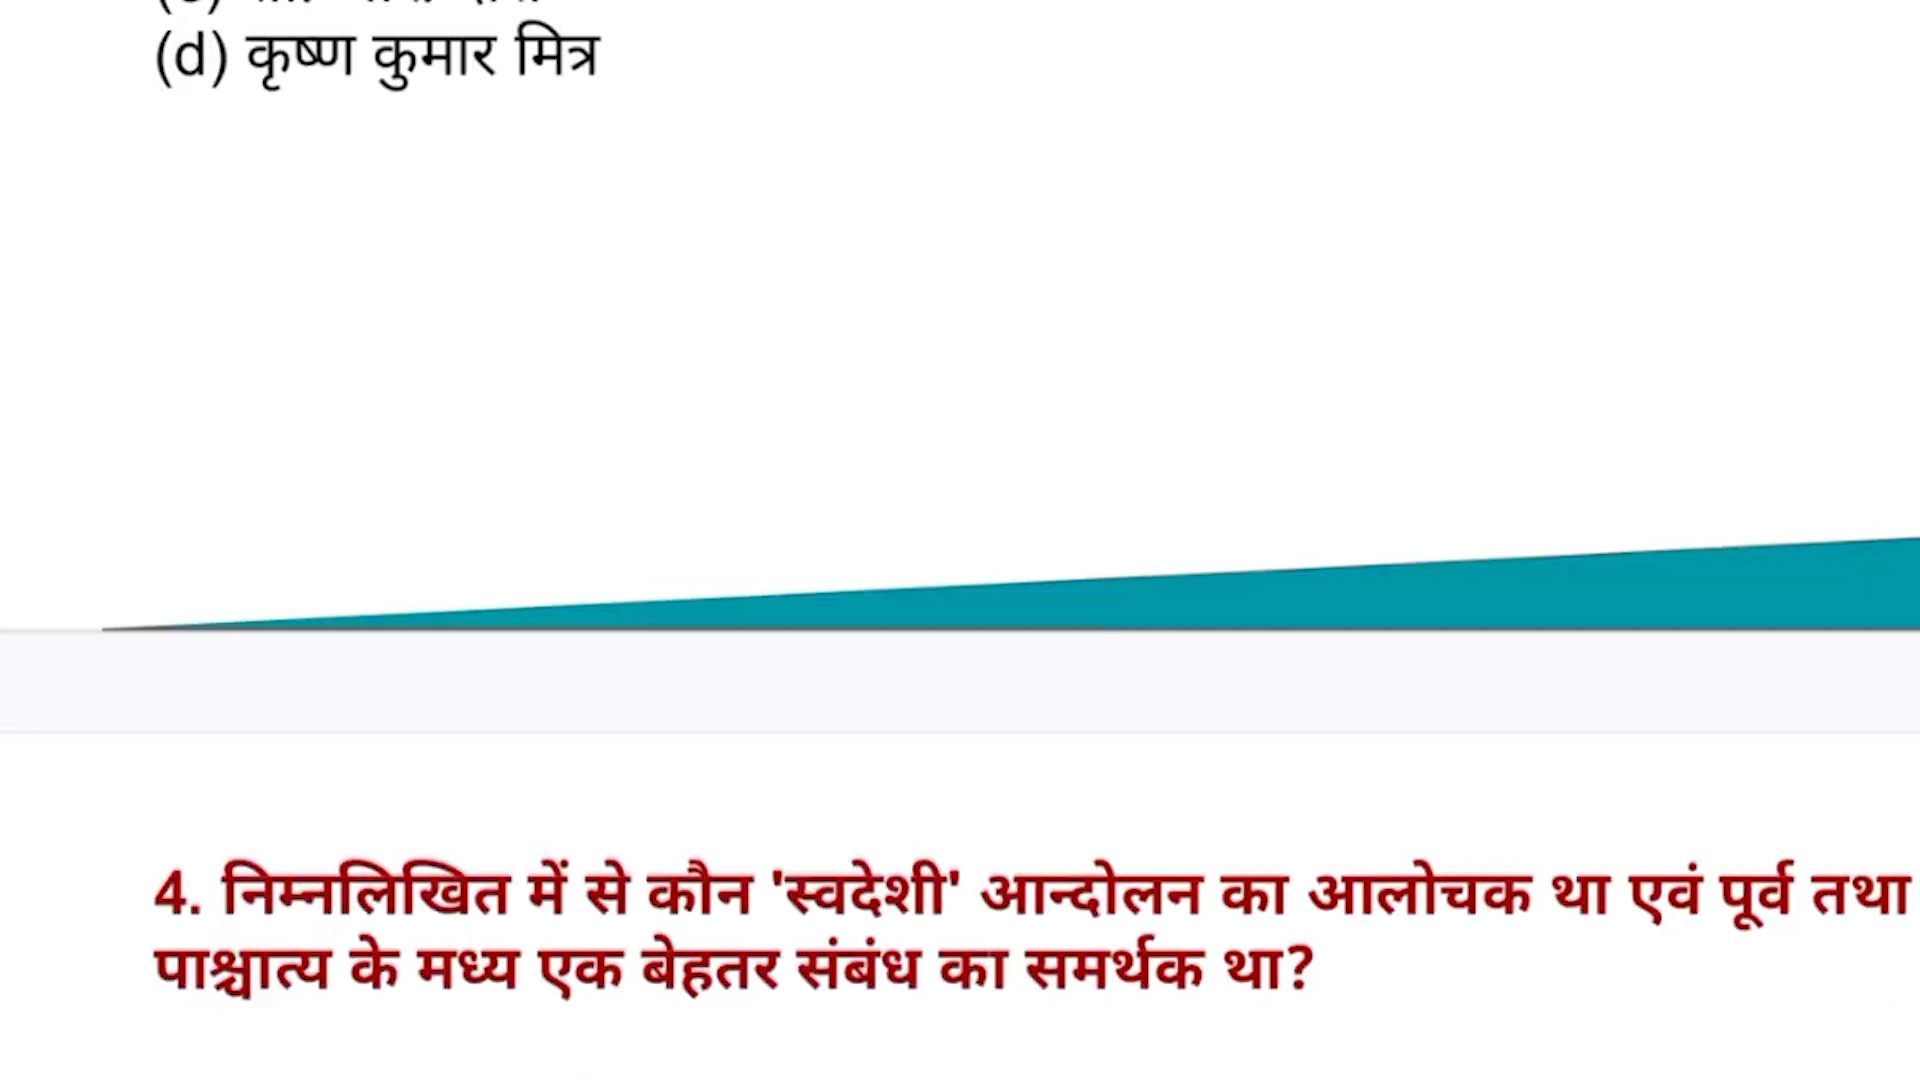 (d) कृष्ण कुमार मित्र
4. निम्नलिखित में से कौन 'स्वदेशी' आन्दोलन का आलोचक था एवं पूर्व तथा
पाश्चात्य के मध्य एक बेहतर संबंध का समर्थक था?